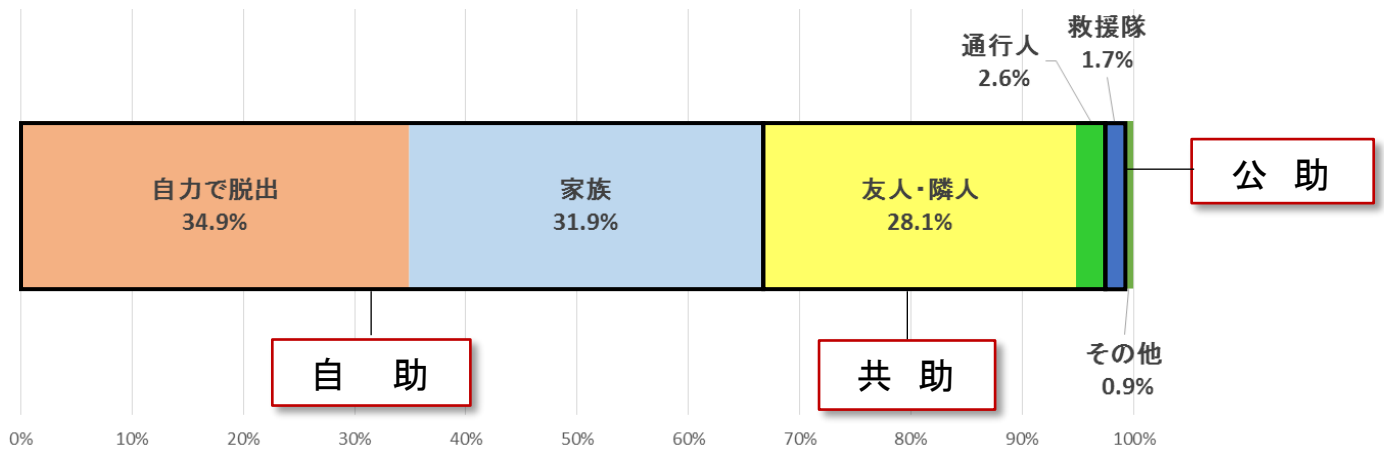 通行人
2.6%
救援隊
1.7%
自力で脱出
34.9%
家族
31.9%
友人・隣人
28.1%
公 助
自 助
共 助
その他
0.9%
0%
10%
20%
30%
40%
50%
60%
70%
80%
90%
100%